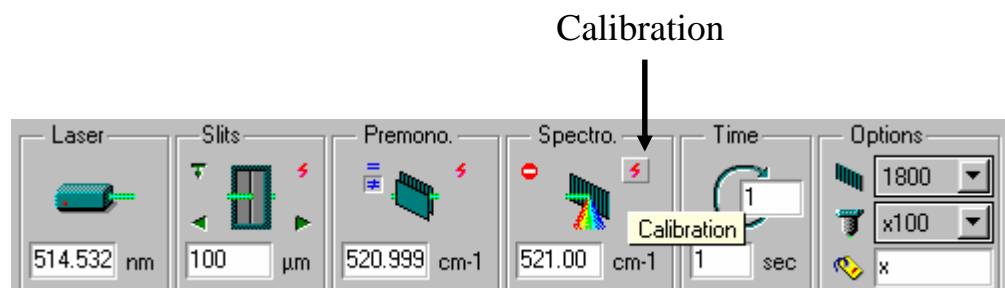 Calibration
Laser Slits Premono. Spectro. Time Options
= 1800
≠ 1 x100
Calibration
514.532 nm 100 µm 520.999 cm-1 521.00 cm-1 1 sec x